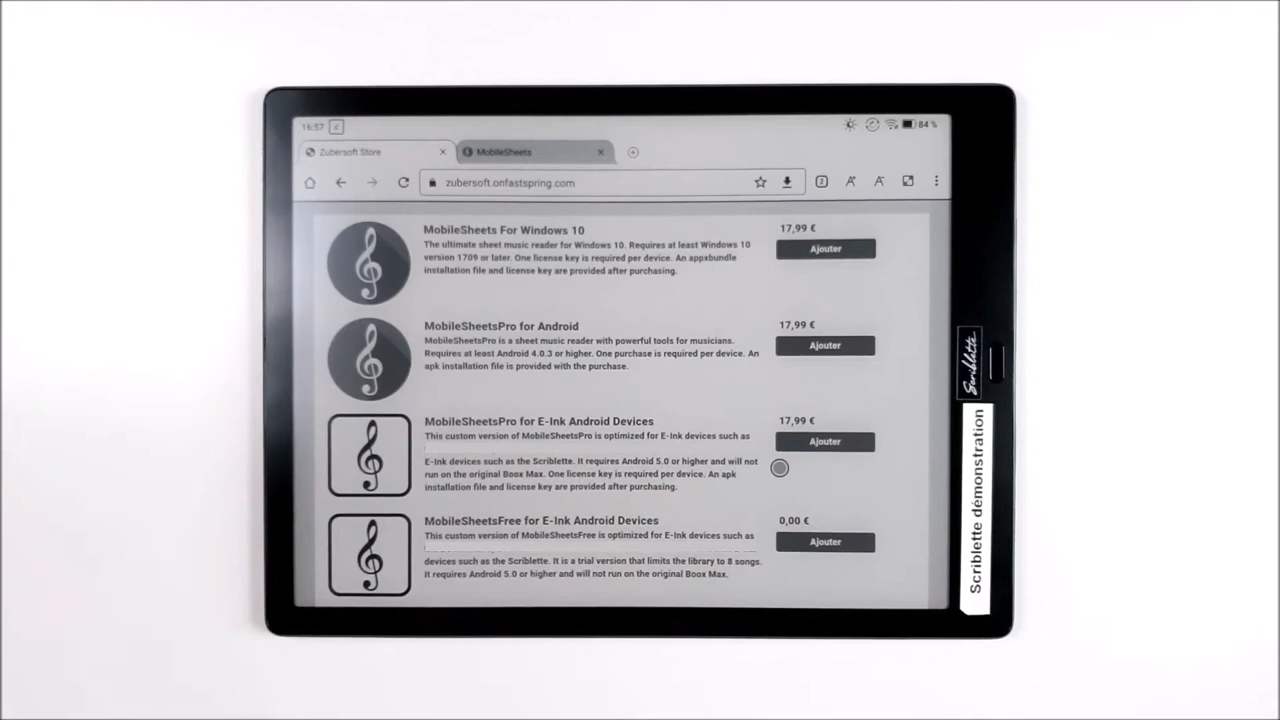 16:57 c 84 %
Zubersoft Store MobileSheets
zubersoft.onfastspring.com 2 A A
MobileSheets For Windows 10 17,99 €
The ultimate sheet music reader for Windows 10. Requires at least Windows 10
version 1709 or later. One license key is required per device. An appxbundle
installation file and license key are provided after purchasing.
Ajouter
MobileSheetsPro for Android 17,99 €
MobileSheetsPro is a sheet music reader with powerful tools for musicians.
Requires at least Android 4.0.3 or higher. One purchase is required per device. An
apk installation file is provided with the purchase.
Ajouter
MobileSheetsPro for E-Ink Android Devices 17,99 €
This custom version of MobileSheetsPro is optimized for E-Ink devices such as
E-Ink devices such as the Scriblette. It requires Android 5.0 or higher and will not
run on the original Boox Max. One license key is required per device. An apk
installation file and license key are provided after purchasing.
Ajouter
MobileSheetsFree for E-Ink Android Devices 0,00 €
This custom version of MobileSheetsFree is optimized for E-Ink devices such as
devices such as the Scriblette. It is a trial version that limits the library to 8 songs.
It requires Android 5.0 or higher and will not run on the original Boox Max.
Ajouter
Scriblette
Scriblette démonstration